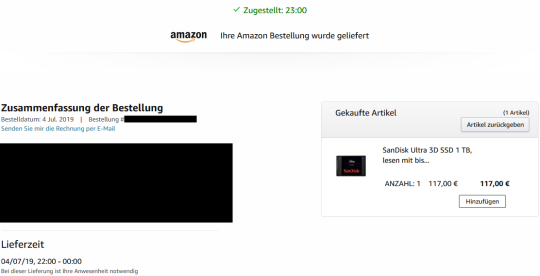 ✓ Zugestellt: 23:00
amazon Ihre Amazon Bestellung wurde geliefert
Zusammenfassung der Bestellung
Bestelldatum: 4 Jul. 2019 | Bestellung #
Senden Sie mir die Rechnung per E-Mail
Gekaufte Artikel (1 Artikel)
Artikel zurückgeben
SanDisk Ultra 3D SSD 1 TB,
lesen mit bis...
SanDisk
ANZAHL: 1 117,00 € 117,00 €
Hinzufügen
Lieferzeit
04/07/19, 22:00 - 00:00
Bei dieser Lieferung ist Ihre Anwesenheit notwendig